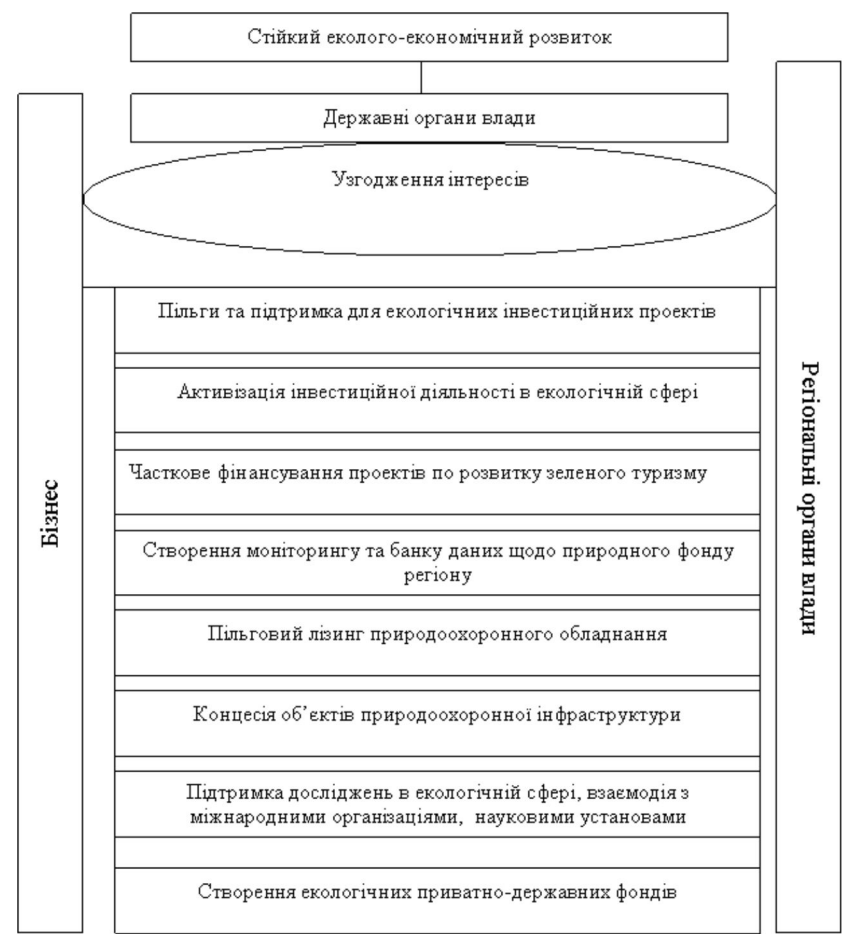 Стійкий еколого-економічний розвиток
Державні органи влади
Узгодження інтересів
Бізнес
Пільги та підтримка для екологічних інвестиційних проектів
Активізація інвестиційної діяльності в екологічній сфері
Часткове фінансування проектів по розвитку зеленого туризму
Створення моніторингу та банку даних щодо природного фонду
регіону
Пільговий лізинг природоохоронного обладнання
Концесія об’єктів природоохоронної інфраструктури
Підтримка досліджень в екологічній сфері, взаємодія з
міжнародними організаціями, науковими установами
Створення екологічних приватно-державних фондів
Регіональні органи влади